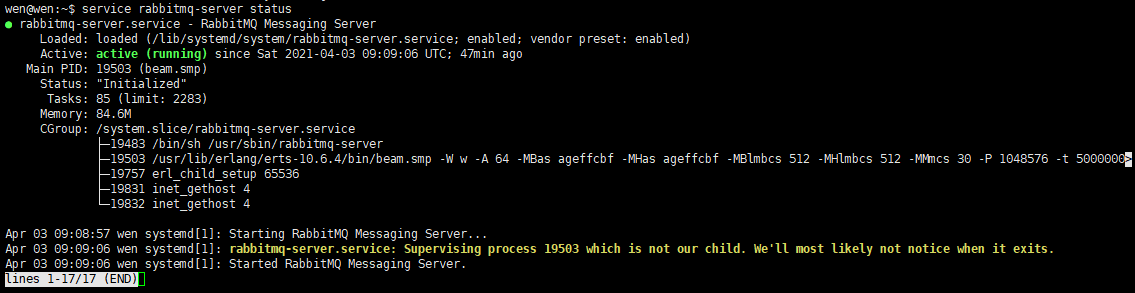 wen@wen:~$ service rabbitmq-server status
● rabbitmq-server.service - RabbitMQ Messaging Server
     Loaded: loaded (/lib/systemd/system/rabbitmq-server.service; enabled; vendor preset: enabled)
     Active: active (running) since Sat 2021-04-03 09:09:06 UTC; 47min ago
   Main PID: 19503 (beam.smp)
     Status: "Initialized"
      Tasks: 85 (limit: 2283)
     Memory: 84.6M
     CGroup: /system.slice/rabbitmq-server.service
             ├─19483 /bin/sh /usr/sbin/rabbitmq-server
             ├─19503 /usr/lib/erlang/erts-10.6.4/bin/beam.smp -W w -A 64 -MBas ageffcbf -MHas ageffcbf -MBlmbcs 512 -MHlmbcs 512 -MMmcs 30 -P 1048576 -t 5000000>
             ├─19757 erl_child_setup 65536
             ├─19831 inet_gethost 4
             └─19832 inet_gethost 4

Apr 03 09:08:57 wen systemd[1]: Starting RabbitMQ Messaging Server...
Apr 03 09:09:06 wen systemd[1]: rabbitmq-server.service: Supervising process 19503 which is not our child. We'll most likely not notice when it exits.
Apr 03 09:09:06 wen systemd[1]: Started RabbitMQ Messaging Server.
lines 1-17/17 (END)